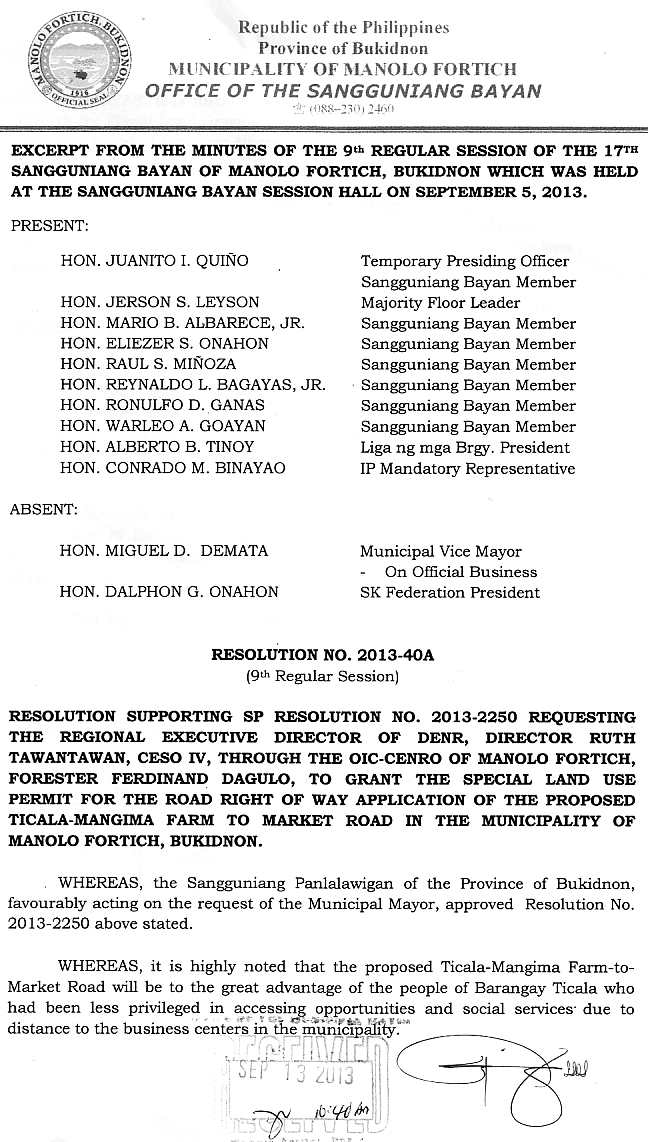 MANOLO FORTICH, BUKIDNON
1916
OFFICIAL SEAL
Republic of the Philippines
Province of Bukidnon
MUNICIPALITY OF MANOLO FORTICH
OFFICE OF THE SANGGUNIANG BAYAN
☏ (088-230) 2460
EXCERPT FROM THE MINUTES OF THE 9th REGULAR SESSION OF THE 17TH
SANGGUNIANG BAYAN OF MANOLO FORTICH, BUKIDNON WHICH WAS HELD
AT THE SANGGUNIANG BAYAN SESSION HALL ON SEPTEMBER 5, 2013.
PRESENT:
HON. JUANITO I. QUIÑO Temporary Presiding Officer
Sangguniang Bayan Member
HON. JERSON S. LEYSON Majority Floor Leader
HON. MARIO B. ALBARECE, JR. Sangguniang Bayan Member
HON. ELIEZER S. ONAHON Sangguniang Bayan Member
HON. RAUL S. MIÑOZA Sangguniang Bayan Member
HON. REYNALDO L. BAGAYAS, JR. Sangguniang Bayan Member
HON. RONULFO D. GANAS Sangguniang Bayan Member
HON. WARLEO A. GOAYAN Sangguniang Bayan Member
HON. ALBERTO B. TINOY Liga ng mga Brgy. President
HON. CONRADO M. BINAYAO IP Mandatory Representative
ABSENT:
HON. MIGUEL D. DEMATA Municipal Vice Mayor
- On Official Business
HON. DALPHON G. ONAHON SK Federation President
RESOLUTION NO. 2013-40A
(9th Regular Session)
RESOLUTION SUPPORTING SP RESOLUTION NO. 2013-2250 REQUESTING
THE REGIONAL EXECUTIVE DIRECTOR OF DENR, DIRECTOR RUTH
TAWANTAWAN, CESO IV, THROUGH THE OIC-CENRO OF MANOLO FORTICH,
FORESTER FERDINAND DAGULO, TO GRANT THE SPECIAL LAND USE
PERMIT FOR THE ROAD RIGHT OF WAY APPLICATION OF THE PROPOSED
TICALA-MANGIMA FARM TO MARKET ROAD IN THE MUNICIPALITY OF
MANOLO FORTICH, BUKIDNON.
WHEREAS, the Sangguniang Panlalawigan of the Province of Bukidnon,
favourably acting on the request of the Municipal Mayor, approved Resolution No.
2013-2250 above stated.
WHEREAS, it is highly noted that the proposed Ticala-Mangima Farm-to-
Market Road will be to the great advantage of the people of Barangay Ticala who
had been less privileged in accessing opportunities and social services due to
distance to the business centers in the municipality.
RECEIVED
SEP 13 2013
10:40 AM
RECEIVED